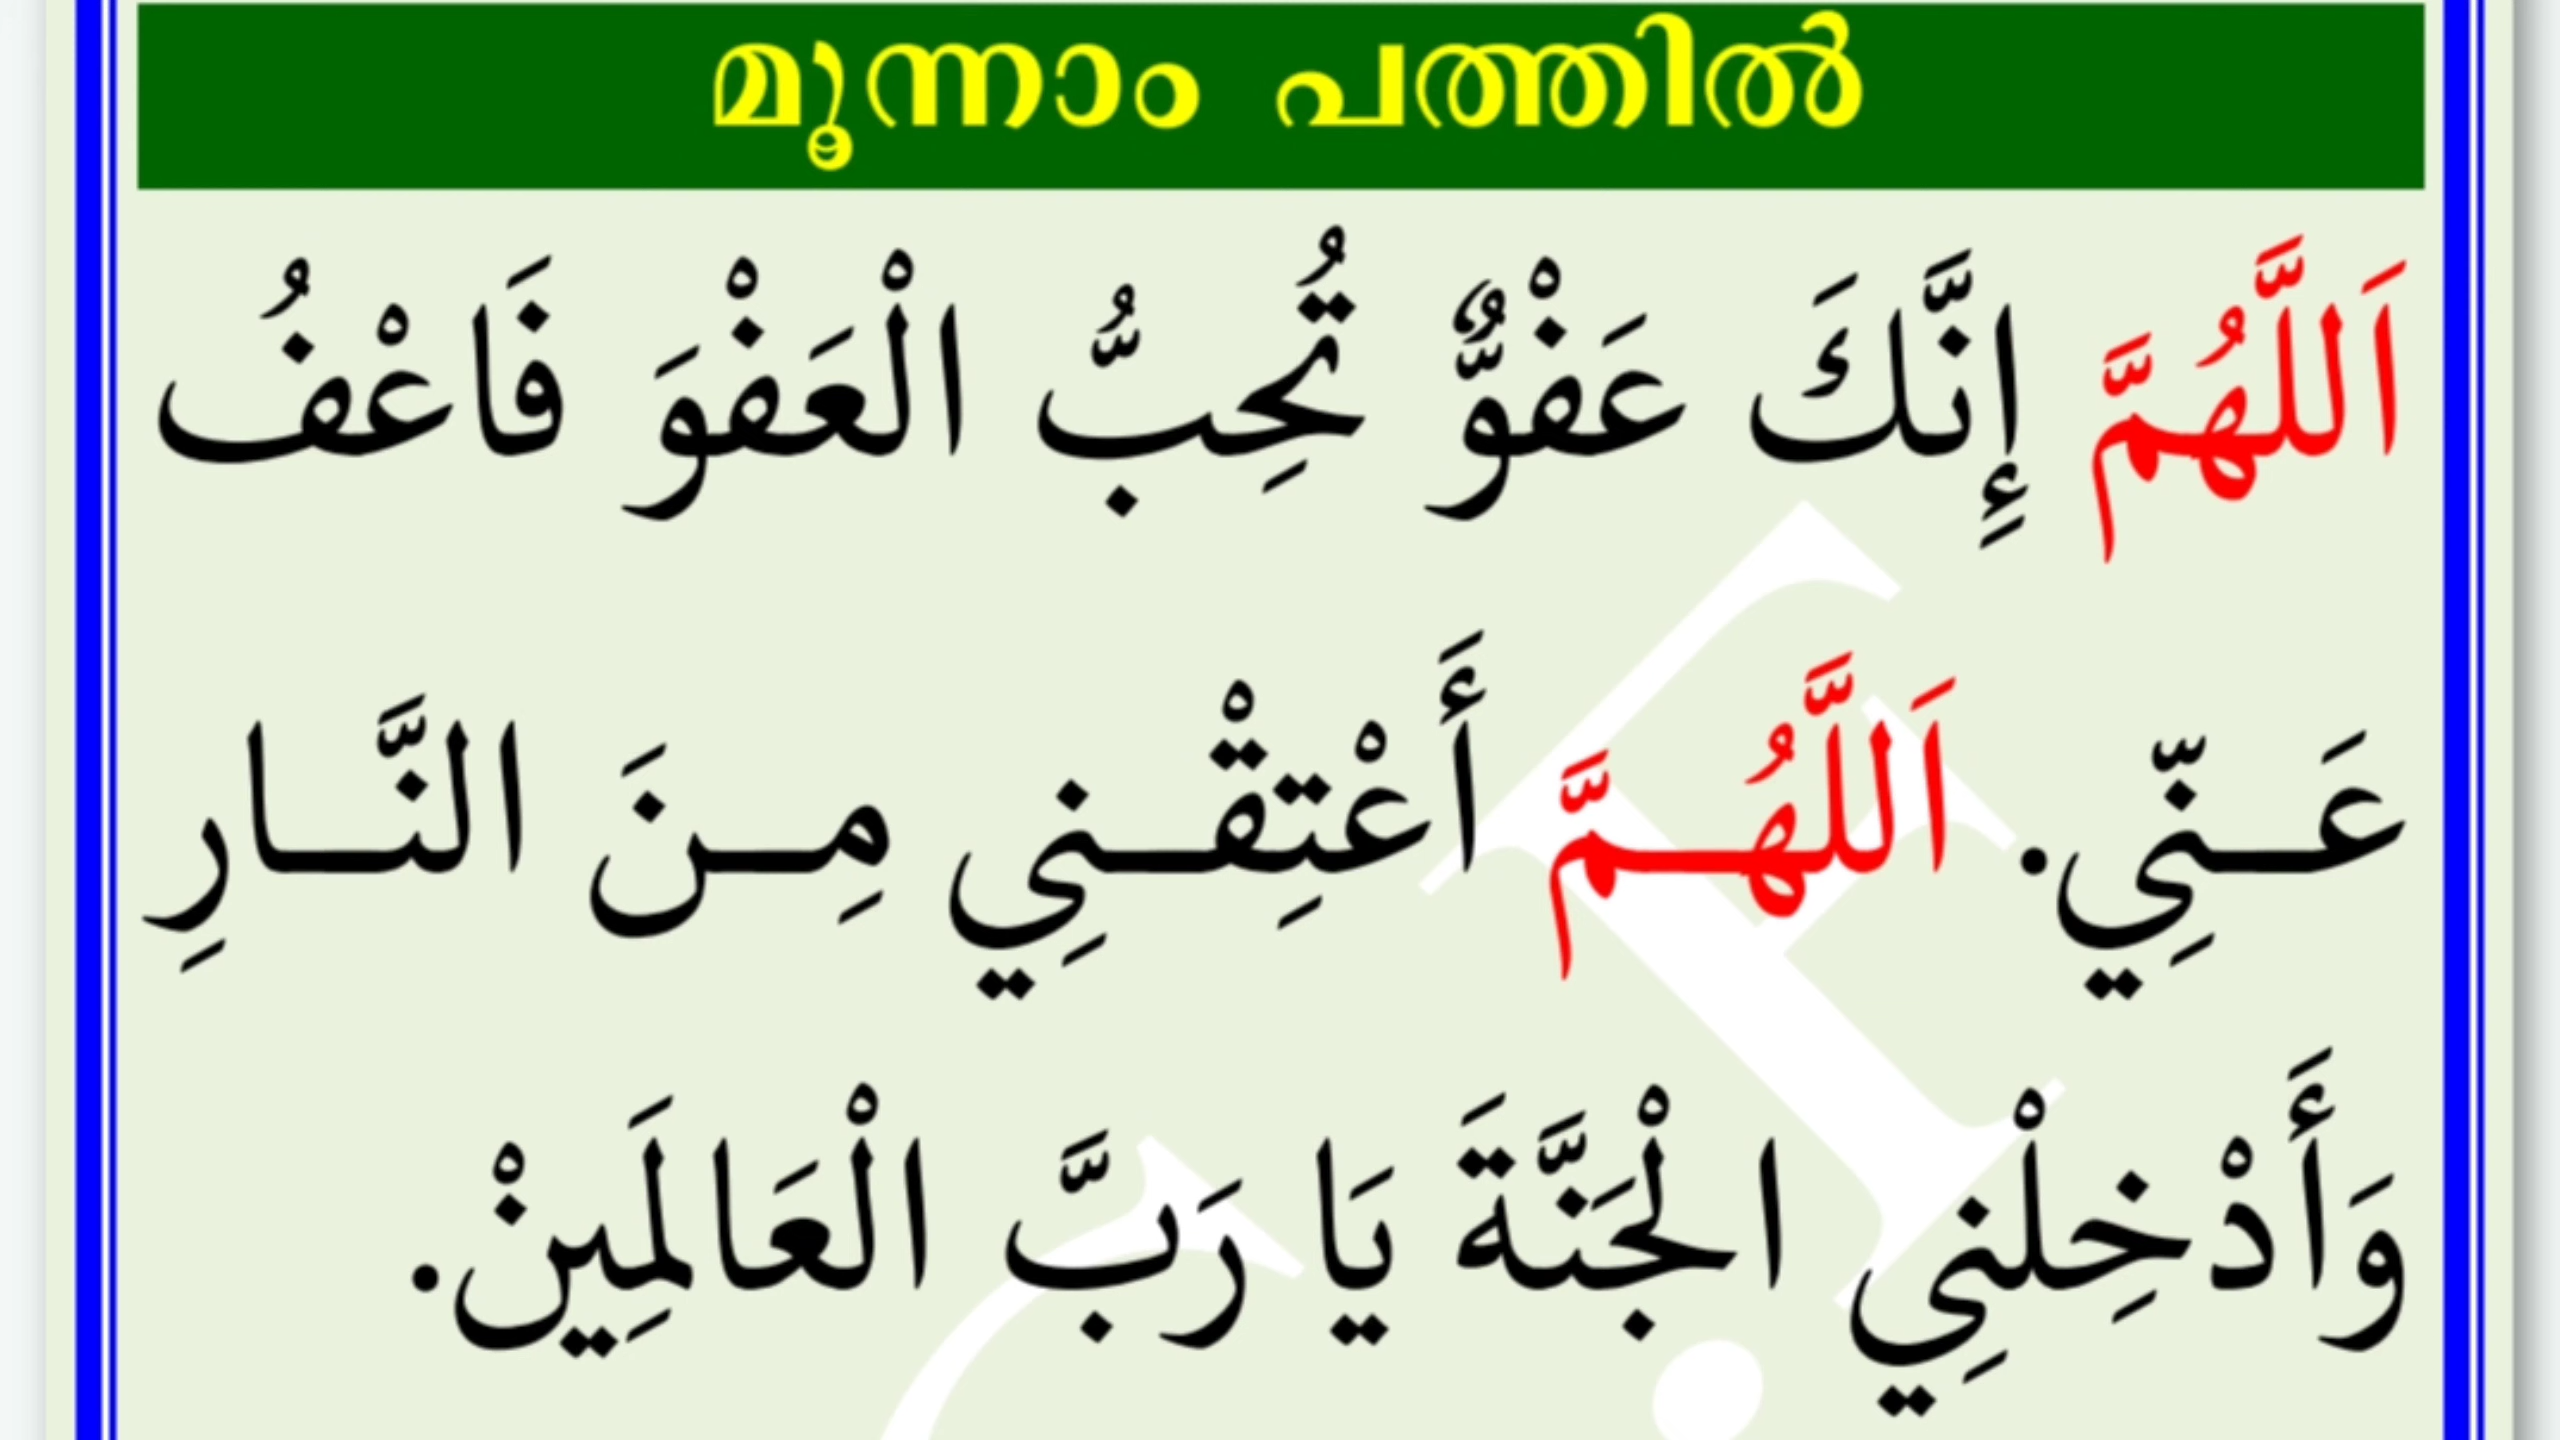 മൂന്നാം പത്തിൽ
اَللَّهُمَّ إِنَّكَ عَفْوٌّ تُحِبُّ الْعَفْوَ فَاعْفُ
عَـنِّي. اَللَّهُـمَّ أَعْتِقْـنِي مِـنَ النَّـارِ
وَأَدْخِلْنِي الْجَنَّةَ يَا رَبَّ الْعَالَمِينْ.